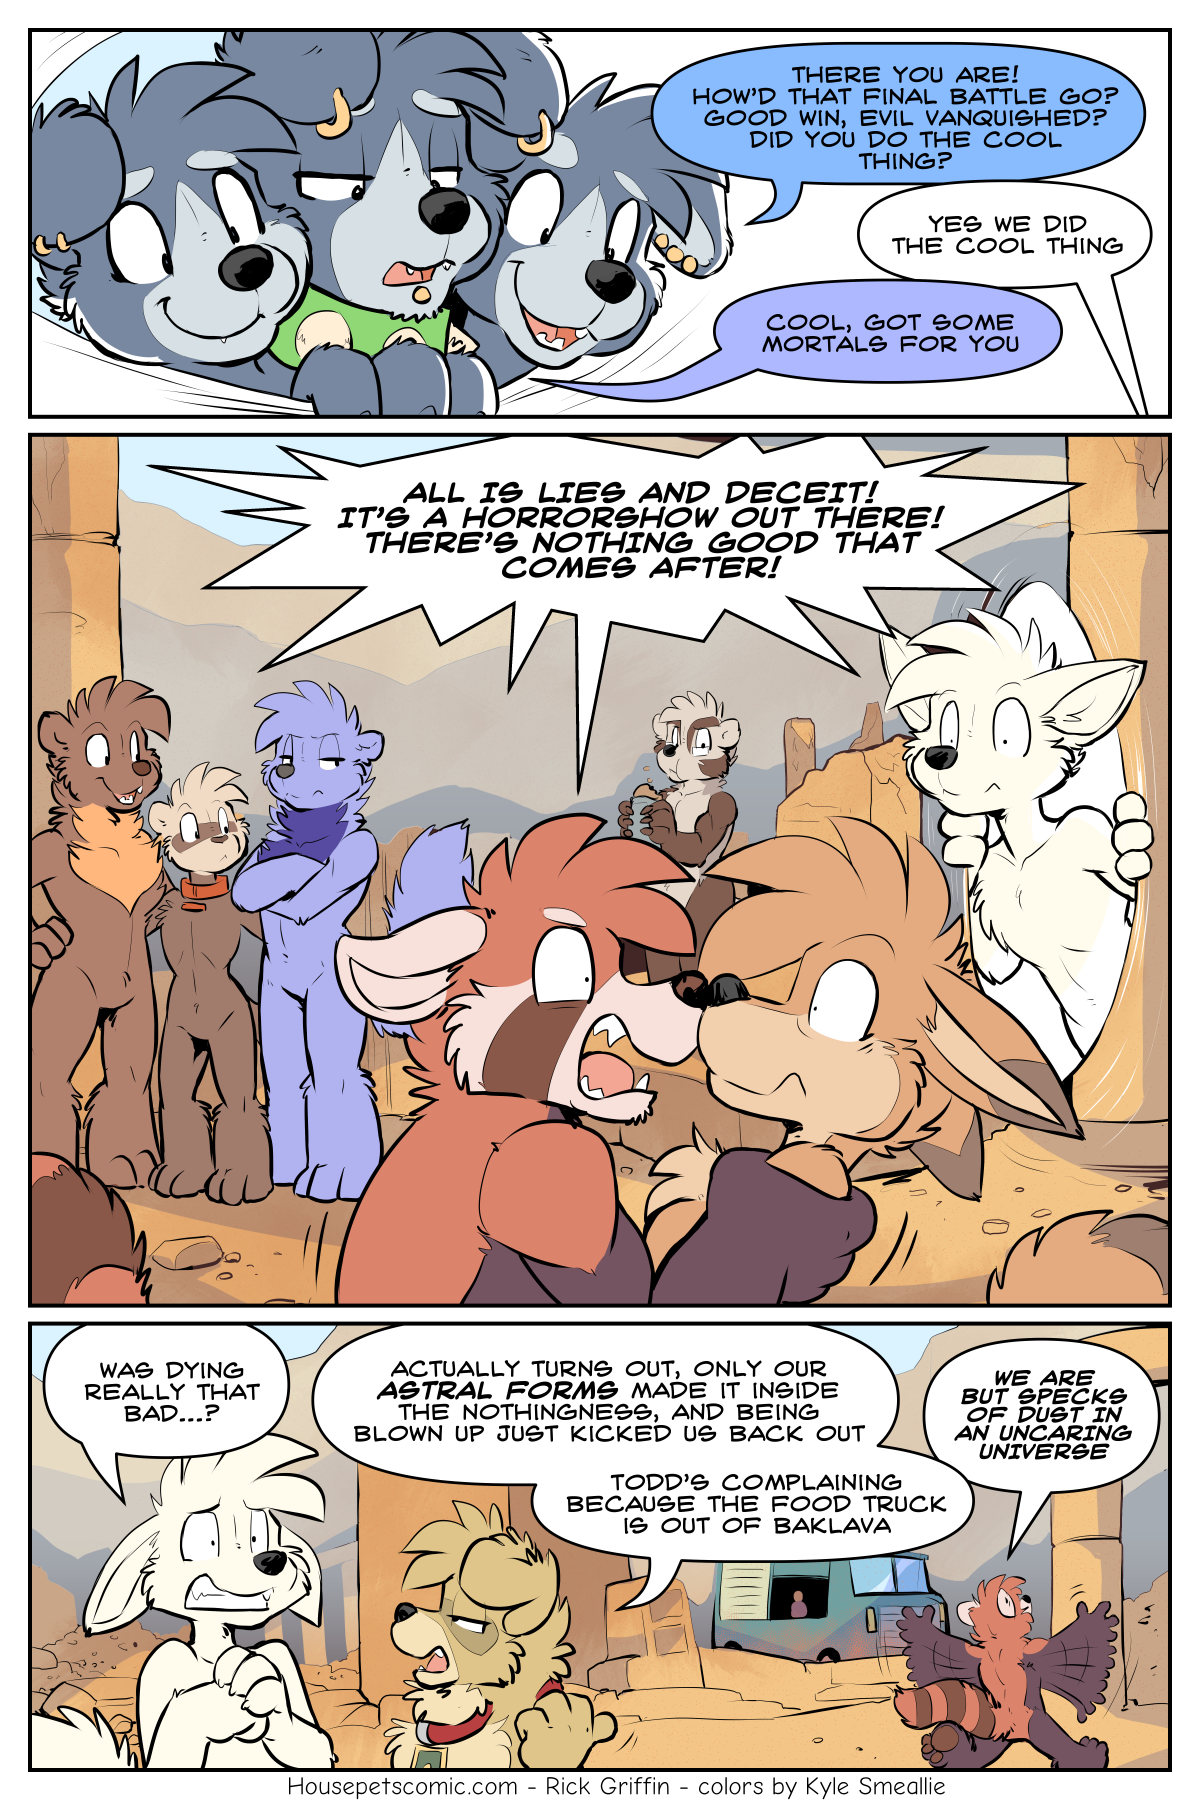 THERE YOU ARE!
HOW'D THAT FINAL BATTLE GO?
GOOD WIN, EVIL VANQUISHED?
DID YOU DO THE COOL
THING?
YES WE DID
THE COOL THING
COOL, GOT SOME
MORTALS FOR YOU
ALL IS LIES AND DECEIT!
IT'S A HORRORSHOW OUT THERE!
THERE'S NOTHING GOOD THAT
COMES AFTER!
WAS DYING
REALLY THAT
BAD...?
ACTUALLY TURNS OUT, ONLY OUR
ASTRAL FORMS MADE IT INSIDE
THE NOTHINGNESS, AND BEING
BLOWN UP JUST KICKED US BACK OUT
TODD'S COMPLAINING
BECAUSE THE FOOD TRUCK
IS OUT OF BAKLAVA
WE ARE
BUT SPECKS
OF DUST IN
AN UNCARING
UNIVERSE
Housepetscomic.com - Rick Griffin - colors by Kyle Smeallie